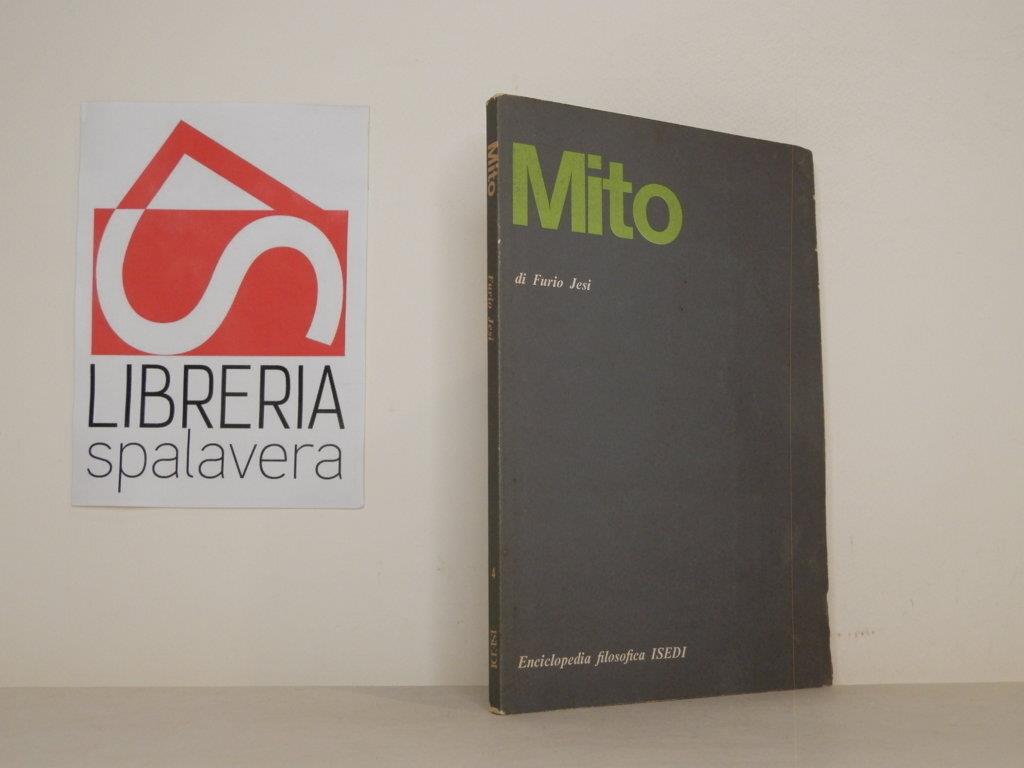 LIBRERIA
spalavera
Mito
Furio Jesi
4
ISEDI
Mito
di Furio Jesi
Enciclopedia filosofica ISEDI